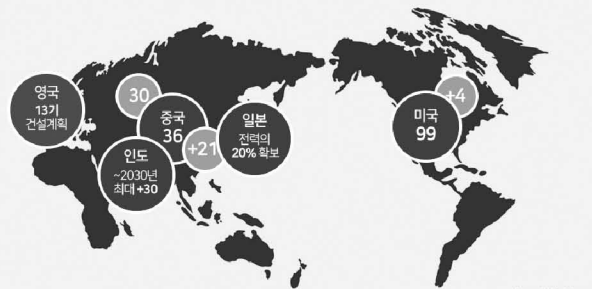 영국
13기
건설계획
30
중국
36
+21
인도
~2030년
최대 +30
일본
전력의
20% 확보
+4
미국
99